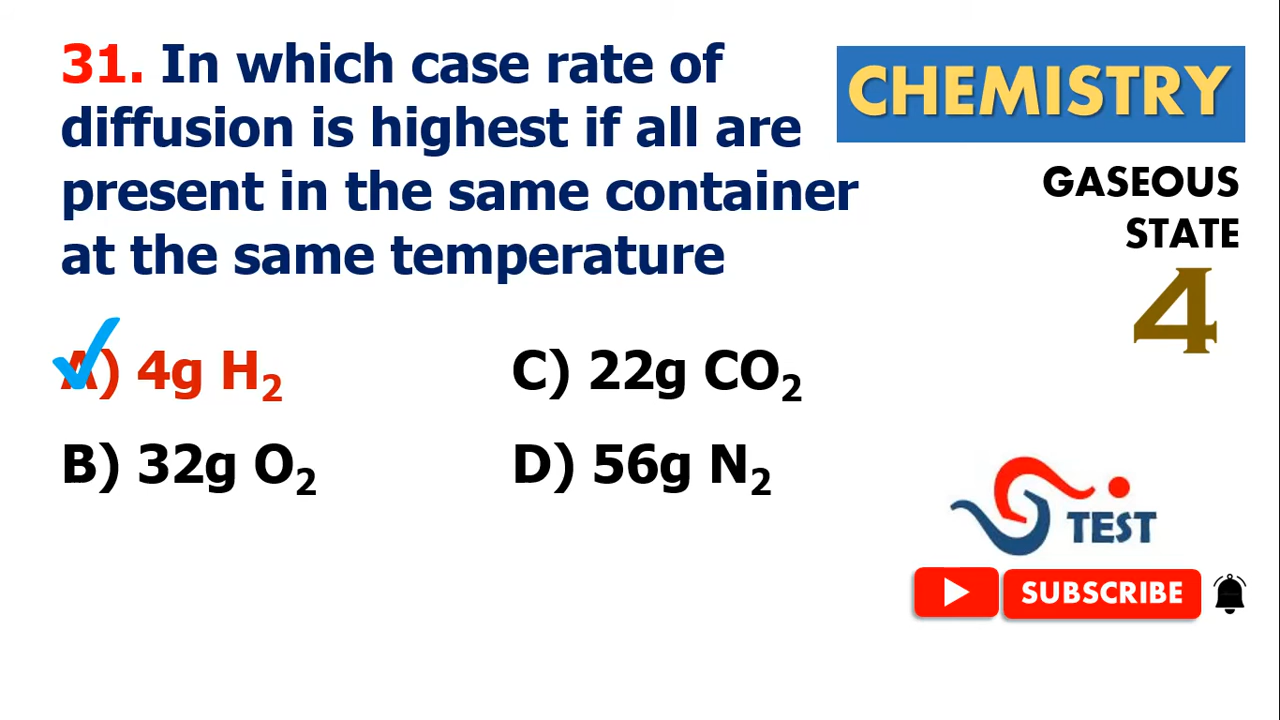 31. In which case rate of
diffusion is highest if all are
present in the same container
at the same temperature
A) 4g H₂
B) 32g O₂
C) 22g CO₂
D) 56g N₂
CHEMISTRY
GASEOUS
STATE
4
TEST
SUBSCRIBE